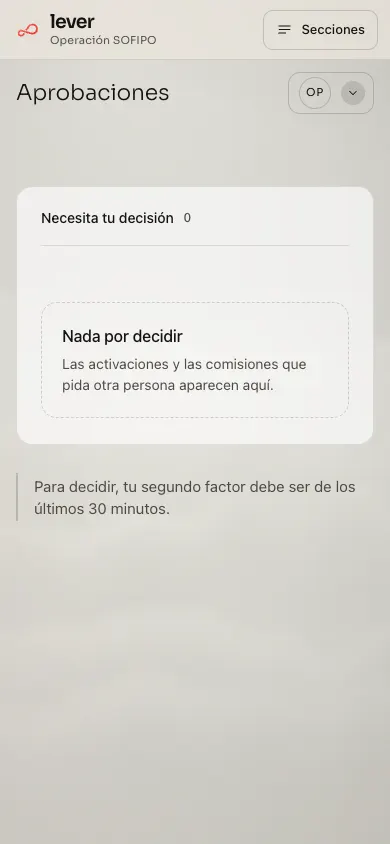 lever
Operación SOFIPO
Secciones
Aprobaciones
OP
Necesita tu decisión 0
Nada por decidir
Las activaciones y las comisiones que
pida otra persona aparecen aquí.
Para decidir, tu segundo factor debe ser de los
últimos 30 minutos.